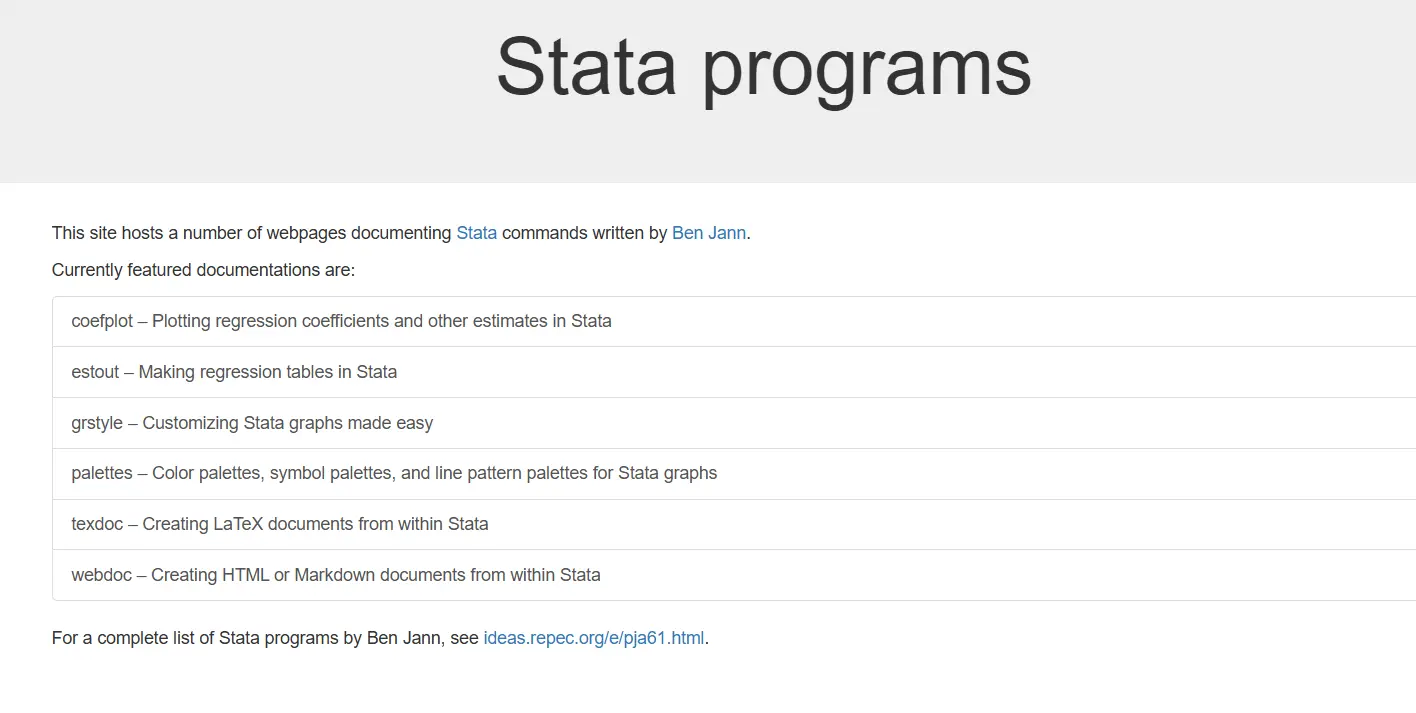 Stata programs
This site hosts a number of webpages documenting Stata commands written by Ben Jann.
Currently featured documentations are:
coefplot – Plotting regression coefficients and other estimates in Stata
estout – Making regression tables in Stata
grstyle – Customizing Stata graphs made easy
palettes – Color palettes, symbol palettes, and line pattern palettes for Stata graphs
texdoc – Creating LaTeX documents from within Stata
webdoc – Creating HTML or Markdown documents from within Stata
For a complete list of Stata programs by Ben Jann, see ideas.repec.org/e/pja61.html.